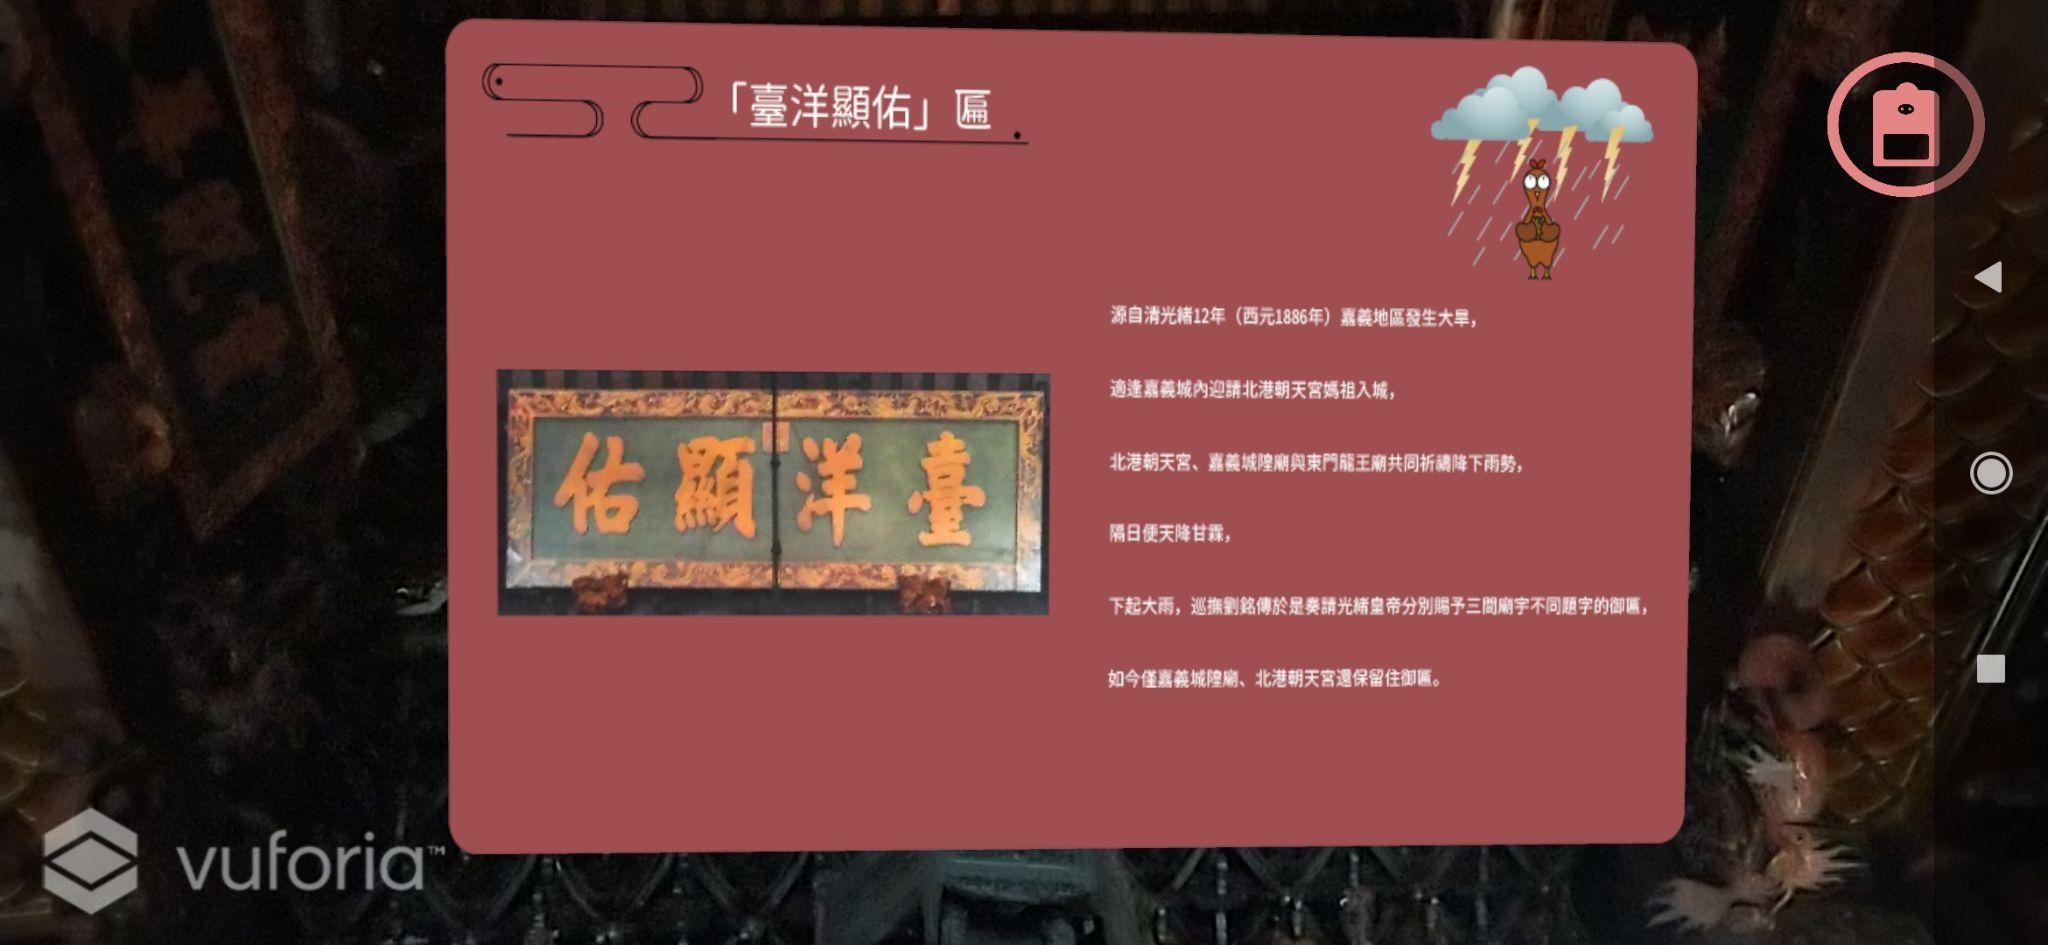 「臺洋顯佑」匾
佑顯洋臺
源自清光緒12年（西元1886年）嘉義地區發生大旱，
適逢嘉義城內迎請北港朝天宮媽祖入城，
北港朝天宮、嘉義城隍廟與東門龍王廟共同祈禱降下雨勢，
隔日便天降甘霖，
下起大雨，巡撫劉銘傳於是奏請光緒皇帝分別賜予三間廟宇不同題字的御匾，
如今僅嘉義城隍廟、北港朝天宮還保留住御匾。
vuforia™